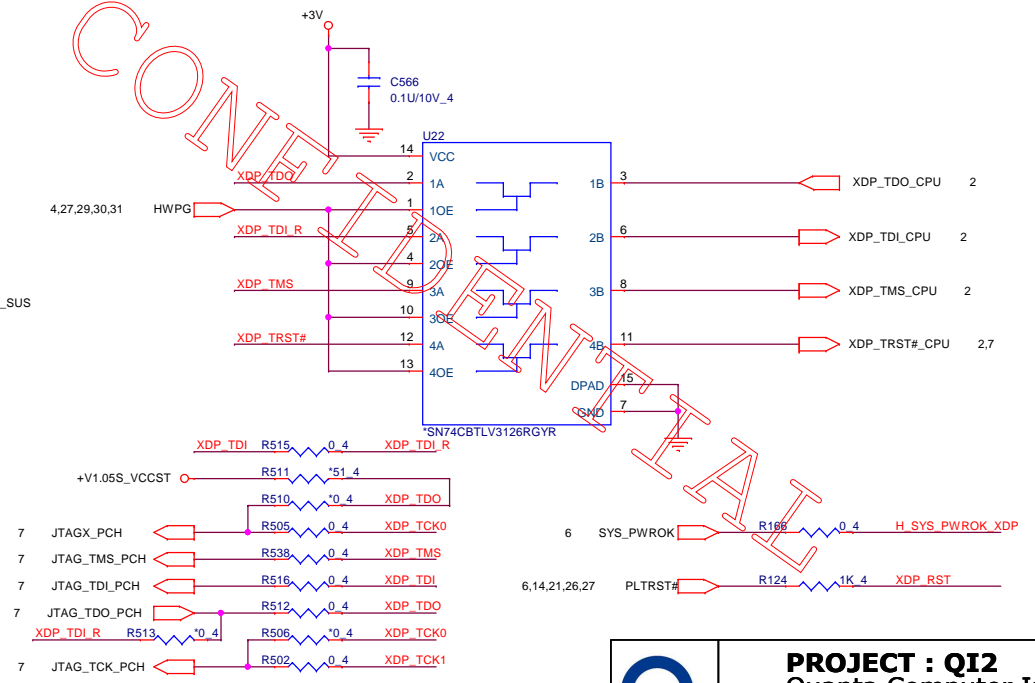 +3V
C566
0.1U/10V_4
U22
14 VCC
XDP_TDO 2 1A 1B 3 XDP_TDO_CPU 2
4,27,29,30,31 HWPG 1 1OE
XDP_TDI_R 5 2A 2B 6 XDP_TDI_CPU 2
4 2OE
XDP_TMS 9 3A 3B 8 XDP_TMS_CPU 2
_SUS
10 3OE
XDP_TRST# 12 4A 4B 11 XDP_TRST#_CPU 2,7
13 4OE
DPAD 15
GND 7
*SN74CBTLV3126RGYR
CONFIDENTIAL
XDP_TDI R515 0_4 XDP_TDI_R
+V1.05S_VCCST R511 *51_4
R510 *0_4 XDP_TDO
7 JTAGX_PCH R505 0_4 XDP_TCK0
7 JTAG_TMS_PCH R538 0_4 XDP_TMS
7 JTAG_TDI_PCH R516 0_4 XDP_TDI
7 JTAG_TDO_PCH R512 0_4 XDP_TDO
XDP_TDI_R R513 *0_4
R506 *0_4 XDP_TCK0
7 JTAG_TCK_PCH R502 0_4 XDP_TCK1
6 SYS_PWROK R166 0_4 H_SYS_PWROK_XDP
6,14,21,26,27 PLTRST# R124 1K_4 XDP_RST
PROJECT : QI2
Quanta Computer